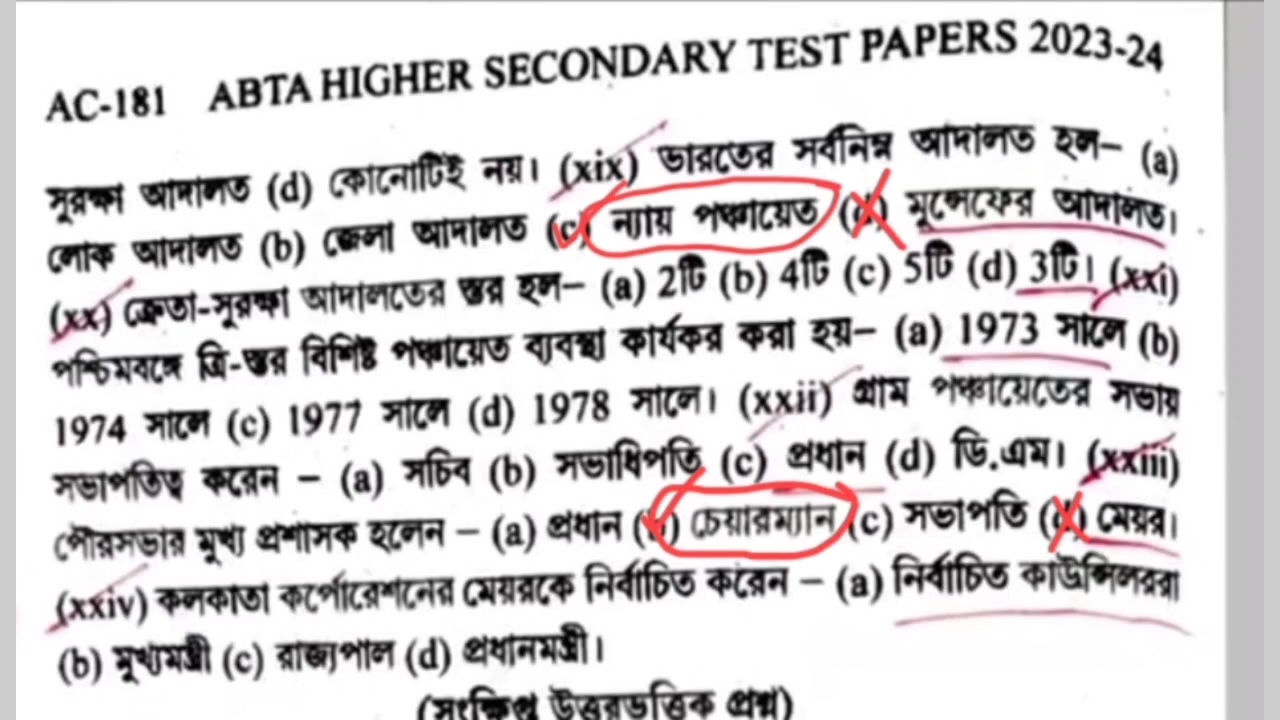 AC-181 ABTA HIGHER SECONDARY TEST PAPERS 2023-24
সুরক্ষা আদালত (d) কোনোটিই নয়। (xix) ভারতের সর্বনিম্ন আদালত হল– (a)
লোক আদালত (b) জেলা আদালত (c) ন্যায় পঞ্চায়েত (d) মুন্সেফের আদালত।
(xx) ক্রেতা-সুরক্ষা আদালতের স্তর হল– (a) 2টি (b) 4টি (c) 5টি (d) 3টি। (xxi)
পশ্চিমবঙ্গে ত্রি-স্তর বিশিষ্ট পঞ্চায়েত ব্যবস্থা কার্যকর করা হয়– (a) 1973 সালে (b)
1974 সালে (c) 1977 সালে (d) 1978 সালে। (xxii) গ্রাম পঞ্চায়েতের সভায়
সভাপতিত্ব করেন – (a) সচিব (b) সভাধিপতি (c) প্রধান (d) ডি.এম। (xxiii)
পৌরসভার মুখ্য প্রশাসক হলেন – (a) প্রধান (b) চেয়ারম্যান (c) সভাপতি (d) মেয়র।
(xxiv) কলকাতা কর্পোরেশনের মেয়রকে নির্বাচিত করেন – (a) নির্বাচিত কাউন্সিলররা
(b) মুখ্যমন্ত্রী (c) রাজ্যপাল (d) প্রধানমন্ত্রী।
(সংক্ষিপ্ত উত্তরভত্তিক প্রশ্ন)